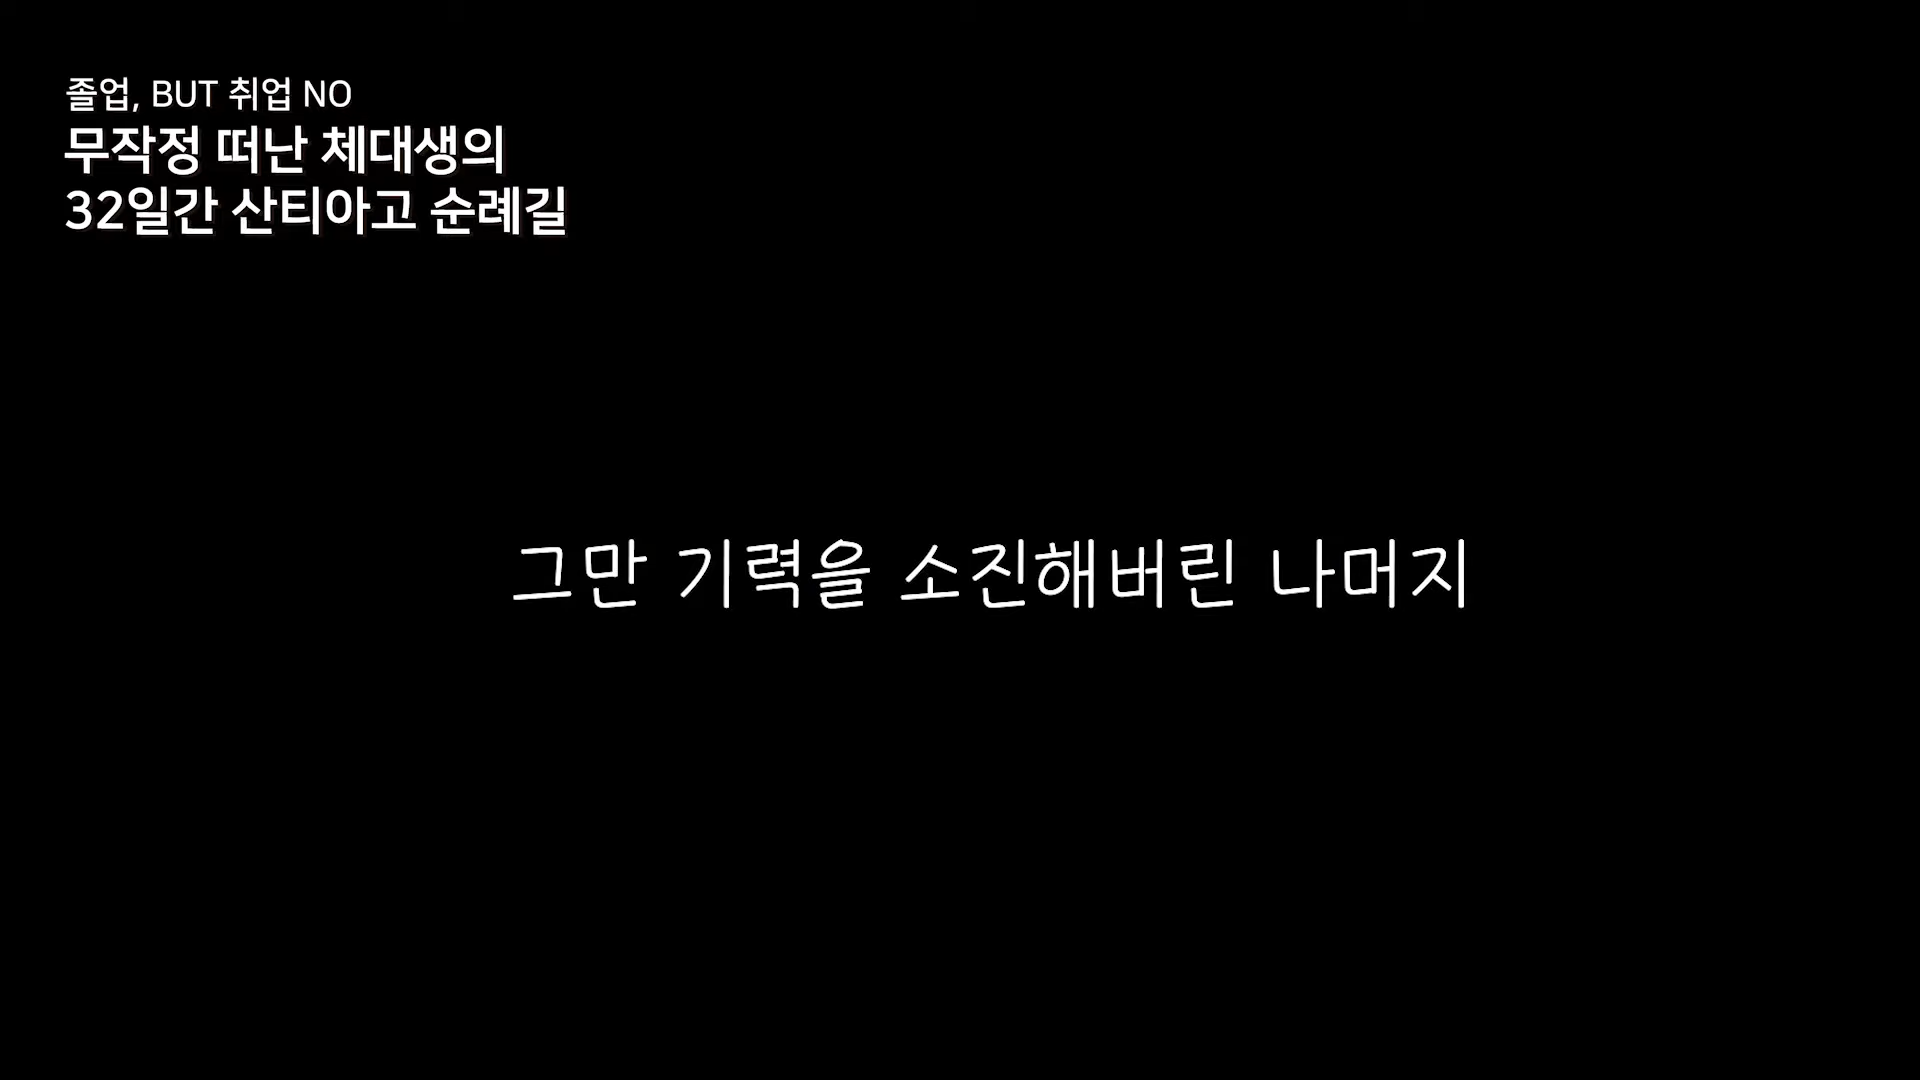 졸업, BUT 취업 NO
무작정 떠난 체대생의
32일간 산티아고 순례길
그만 기력을 소진해버린 나머지